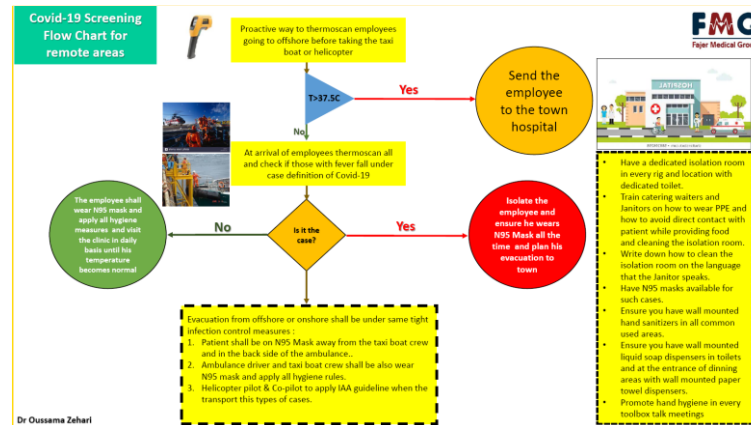 Covid-19 Screening
Flow Chart for
remote areas
Proactive way to thermoscan employees
going to offshore before taking the taxi
boat or helicopter
FMG
Fajer Medical Grou
T>37.5C
Yes
Send the
employee
to the town
hospital
No
At arrival of employees thermoscan all
and check if those with fever fall under
case definition of Covid-19
The employee shall
wear N95 mask and
apply all hygiene
measures and visit
the clinic in daily
basis until his
temperature
becomes normal
No
Is it the
case?
Yes
Isolate the
employee and
ensure he wears
N95 Mask all the
time and plan his
evacuation to
town
Evacuation from offshore or onshore shall be under same tight
infection control measures :
1. Patient shall be on N95 Mask away from the taxi boat crew
and in the back side of the ambulance..
2. Ambulance driver and taxi boat crew shall be also wear
N95 mask and apply all hygiene rules.
3. Helicopter pilot & Co-pilot to apply IAA guideline when the
transport this types of cases.
• Have a dedicated isolation room
in every rig and location with
dedicated toilet.
• Train catering waiters and
Janitors on how to wear PPE and
how to avoid direct contact with
patient while providing food
and cleaning the isolation room.
• Write down how to clean the
isolation room on the language
that the Janitor speaks.
• Have N95 masks available for
such cases.
• Ensure you have wall mounted
hand sanitizers in all common
used areas.
• Ensure you have wall mounted
liquid soap dispensers in toilets
and at the entrance of dinning
areas with wall mounted paper
towel dispensers.
• Promote hand hygiene in every
toolbox talk meetings
Dr Oussama Zehari